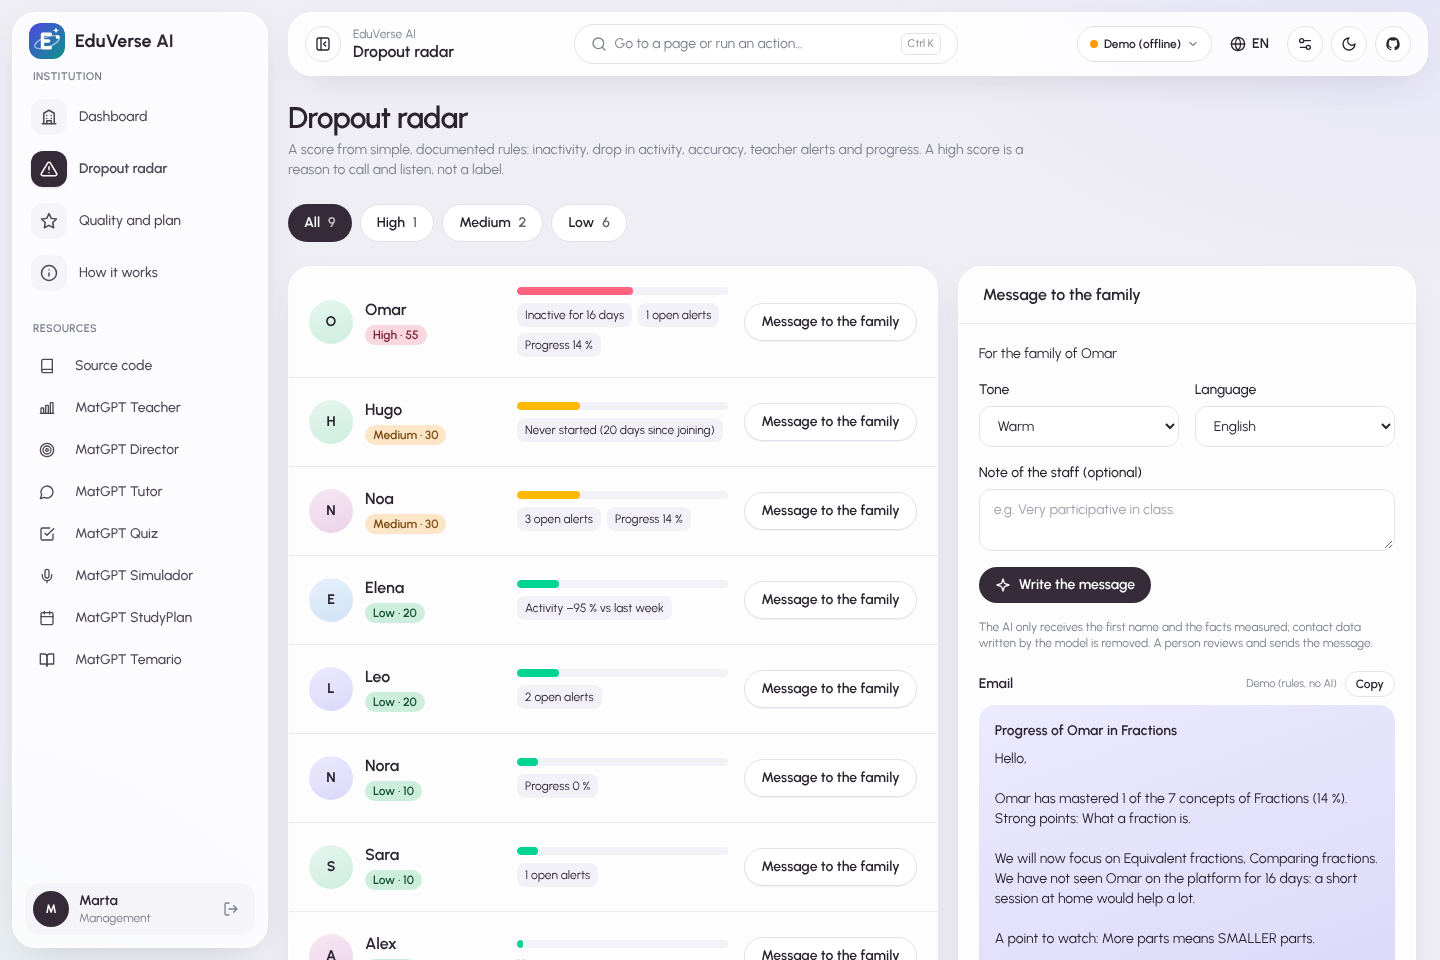 EduVerse AI
INSTITUTION
Dashboard
Dropout radar
Quality and plan
How it works
RESOURCES
Source code
MatGPT Teacher
MatGPT Director
MatGPT Tutor
MatGPT Quiz
MatGPT Simulador
MatGPT StudyPlan
MatGPT Temario
M
Marta
Management
EduVerse AI
Dropout radar
Go to a page or run an action...
Ctrl K
Demo (offline)
EN
Dropout radar
A score from simple, documented rules: inactivity, drop in activity, accuracy, teacher alerts and progress. A high score is a
reason to call and listen, not a label.
All 9
High 1
Medium 2
Low 6
O
Omar
High · 55
Inactive for 16 days
1 open alerts
Progress 14 %
Message to the family
H
Hugo
Medium · 30
Never started (20 days since joining)
Message to the family
N
Noa
Medium · 30
3 open alerts
Progress 14 %
Message to the family
E
Elena
Low · 20
Activity −95 % vs last week
Message to the family
L
Leo
Low · 20
2 open alerts
Message to the family
N
Nora
Low · 10
Progress 0 %
Message to the family
S
Sara
Low · 10
1 open alerts
Message to the family
A
Alex
Message to the family
Message to the family
For the family of Omar
Tone
Language
Warm
English
Note of the staff (optional)
e.g. Very participative in class.
Write the message
The AI only receives the first name and the facts measured; contact data
written by the model is removed. A person reviews and sends the message.
Email
Demo (rules, no AI)
Copy
Progress of Omar in Fractions
Hello,
Omar has mastered 1 of the 7 concepts of Fractions (14 %).
Strong points: What a fraction is.
We will now focus on Equivalent fractions, Comparing fractions.
We have not seen Omar on the platform for 16 days: a short
session at home would help a lot.
A point to watch: More parts means SMALLER parts.